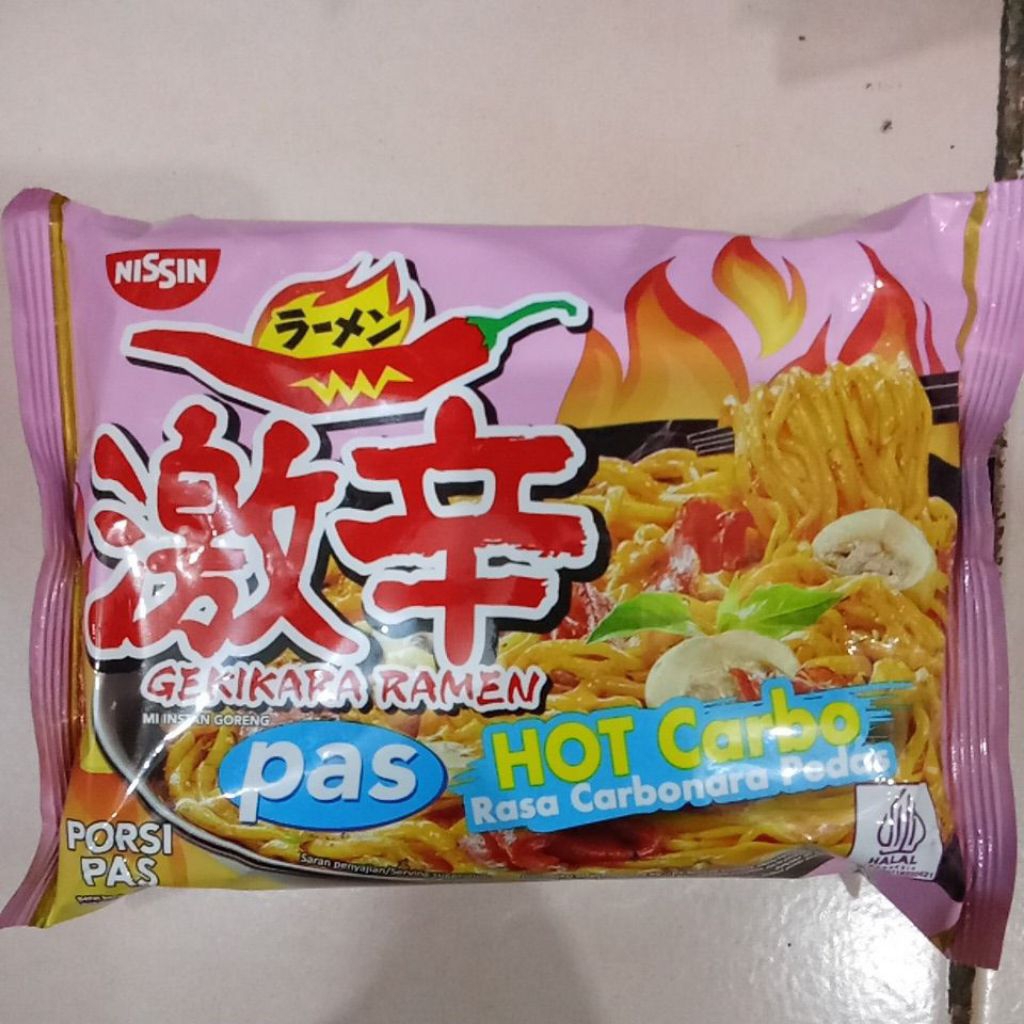 NISSIN
ラーメン
激辛
GEKIKARA RAMEN
MI INSTAN GORENG
pas
HOT Carbo
Rasa Carbonara Pedas
PORSI
PAS
Saran penyajian/Serving
HALAL